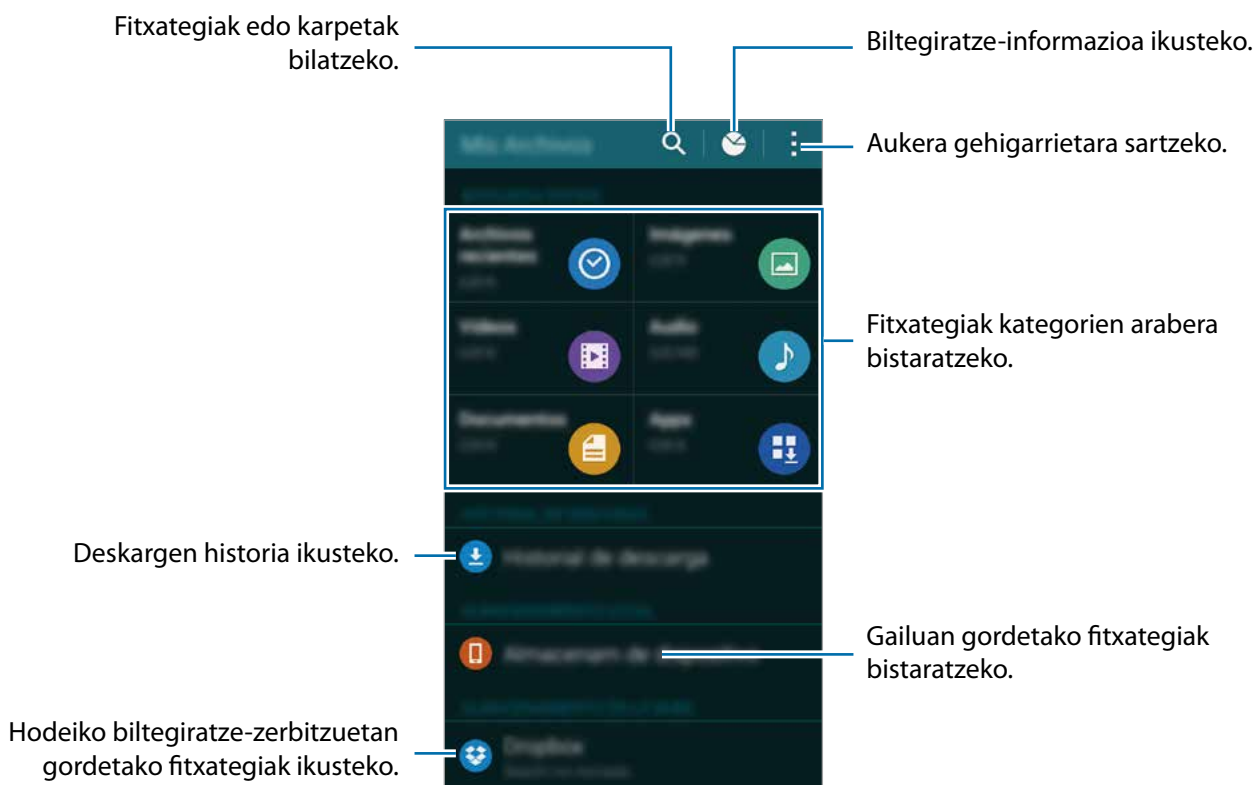 Fitxategiak edo karpetak
bilatzeko.
Biltegiratze-informazioa ikusteko.
Aukera gehigarrietara sartzeko.
Mis Archivos
Archivos
recientes
Imágenes
Vídeos
Audio
Fitxategiak kategorien arabera
bistaratzeko.
Documentos
Apps
Deskargen historia ikusteko.
Historial de descarga
Gailuan gordetako fitxategiak
bistaratzeko.
Almacenam de
Hodeiko biltegiratze-zerbitzuetan
gordetako fitxategiak ikusteko.
Dropbox